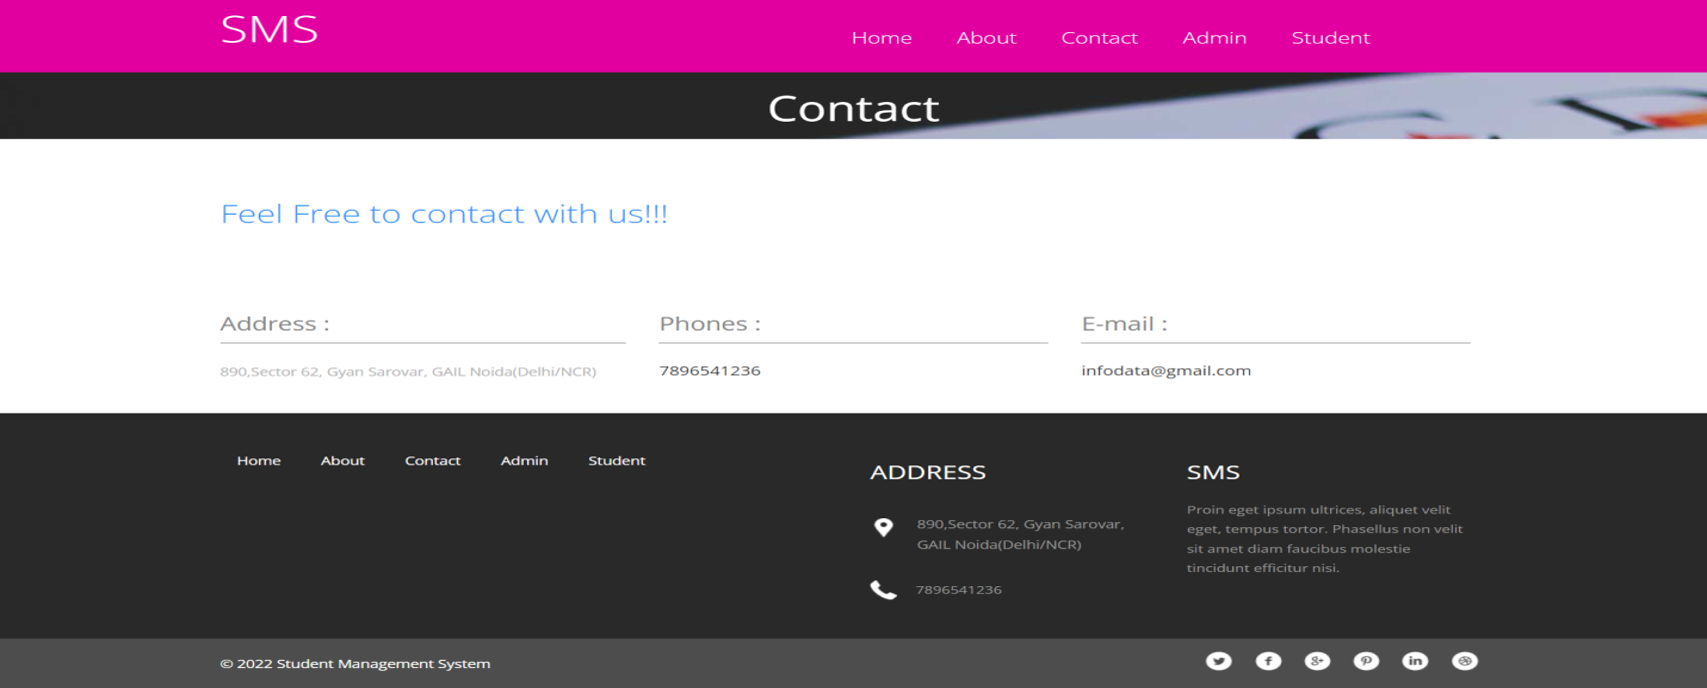 SMS
Home About Contact Admin Student
Contact
Feel Free to contact with us!!!
Address :
890,Sector 62, Gyan Sarovar, GAIL Noida(Delhi/NCR)
Phones :
7896541236
E-mail :
infodata@gmail.com
Home About Contact Admin Student
ADDRESS
890,Sector 62, Gyan Sarovar,
GAIL Noida(Delhi/NCR)
7896541236
SMS
Proin eget ipsum ultrices, aliquet velit
eget, tempus tortor. Phasellus non velit
sit amet diam faucibus molestie
tincidunt efficitur nisi.
© 2022 Student Management System